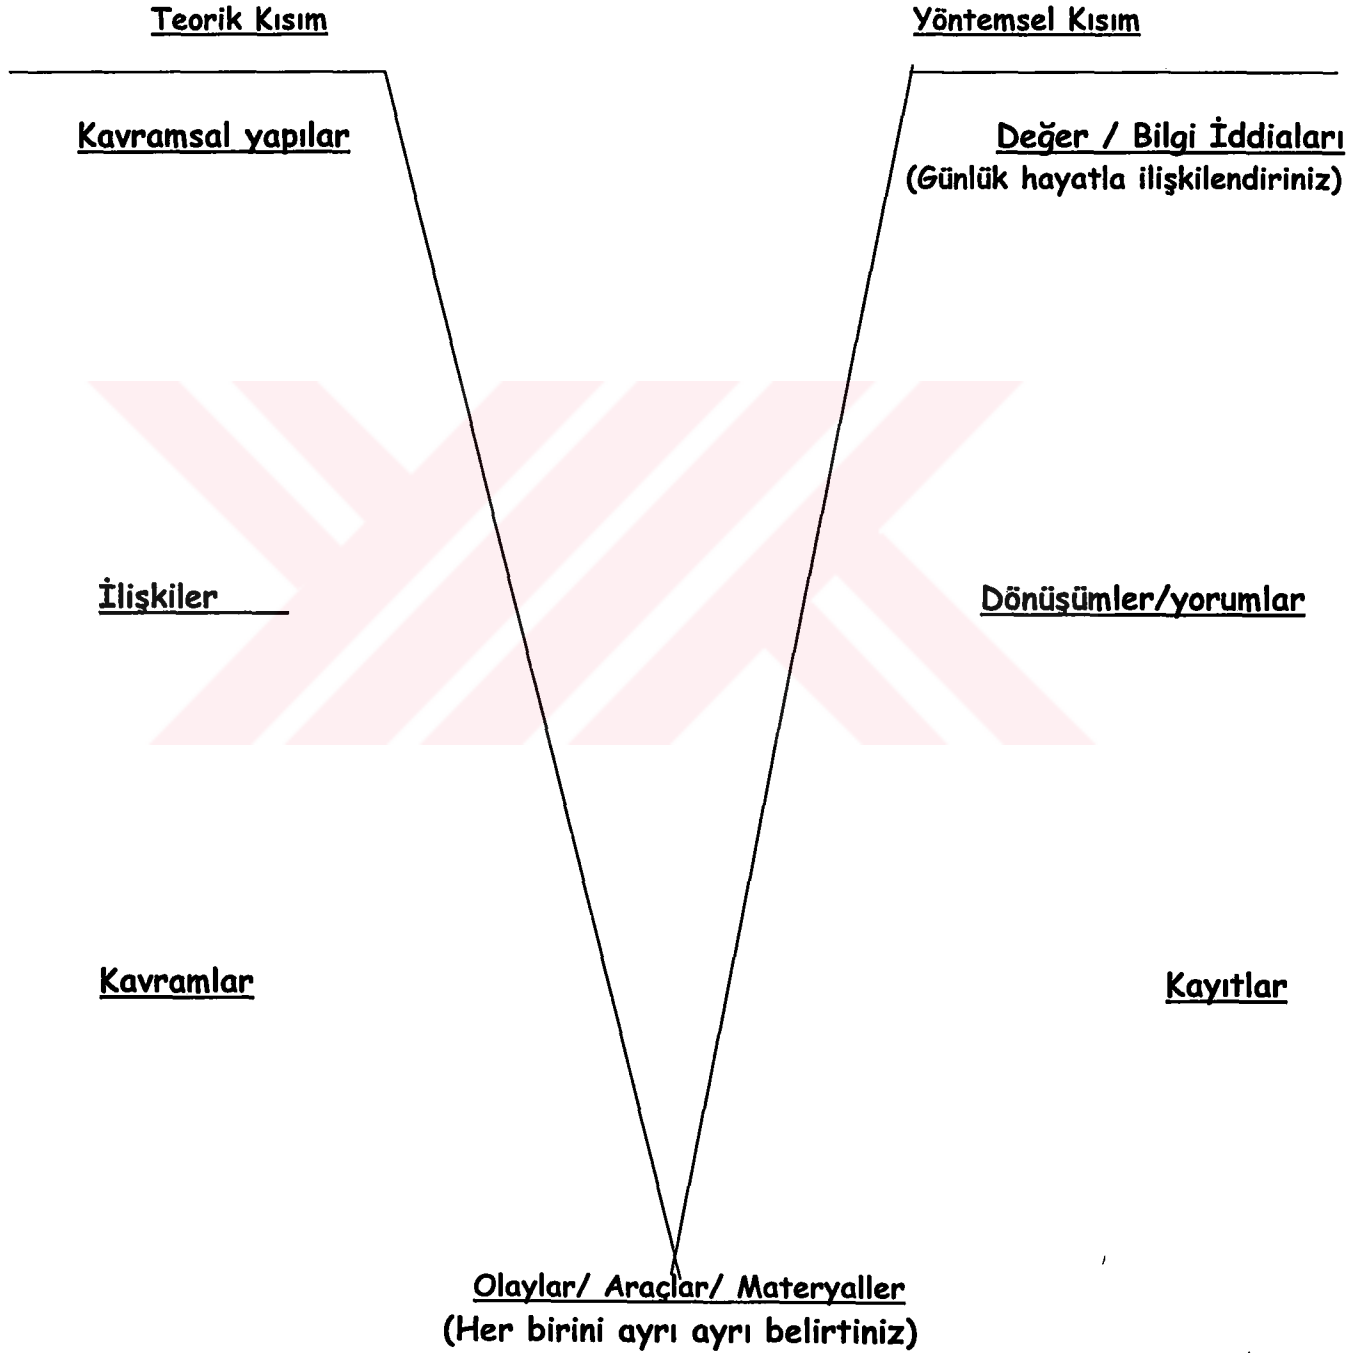 Teorik Kısım
Yöntemsel Kısım
Kavramsal yapılar
Değer / Bilgi İddiaları
(Günlük hayatla ilişkilendiriniz)
İlişkiler
Dönüşümler/yorumlar
Kavramlar
Kayıtlar
Olaylar/ Araçlar/ Materyaller
(Her birini ayrı ayrı belirtiniz)